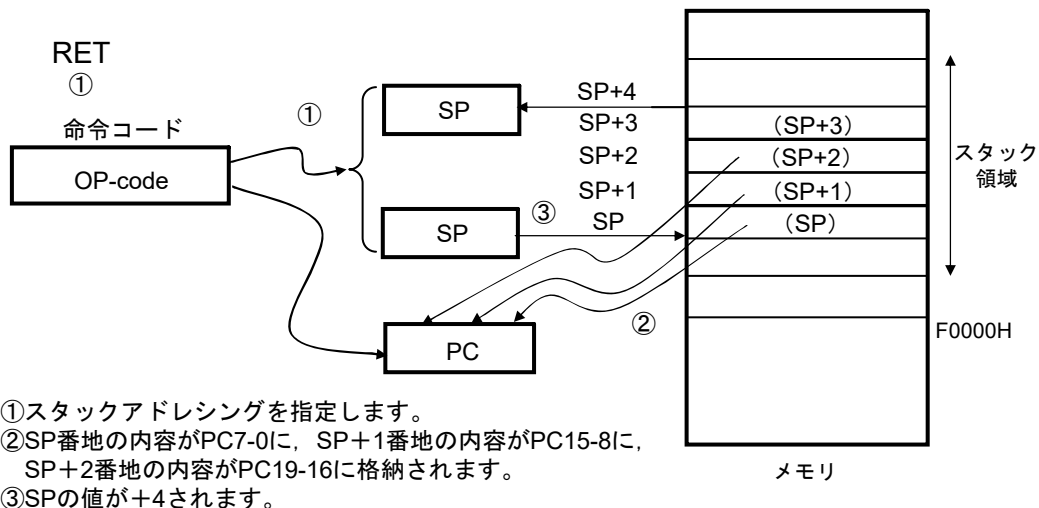 RET
①
命令コード
OP-code
①
SP
SP
③
PC
②
SP+4
SP+3
SP+2
SP+1
SP
(SP+3)
(SP+2)
(SP+1)
(SP)
スタック
領域
F0000H
メモリ
①スタックアドレシングを指定します。
②SP番地の内容がPC7-0に，SP＋1番地の内容がPC15-8に，
SP＋2番地の内容がPC19-16に格納されます。
③SPの値が＋4されます。